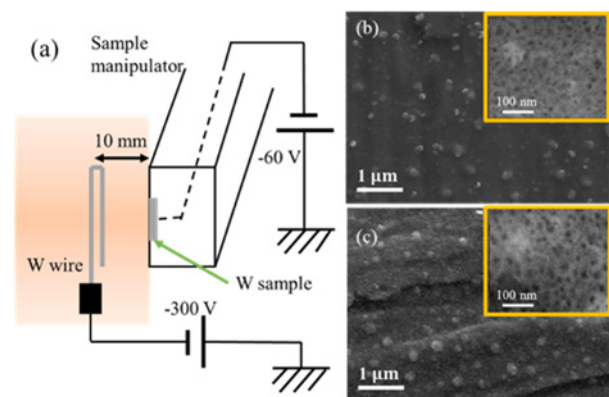 (a)
Sample
manipulator
10 mm
-60 V
W wire
W sample
-300 V
(b)
100 nm
1 μm
(c)
100 nm
1 μm